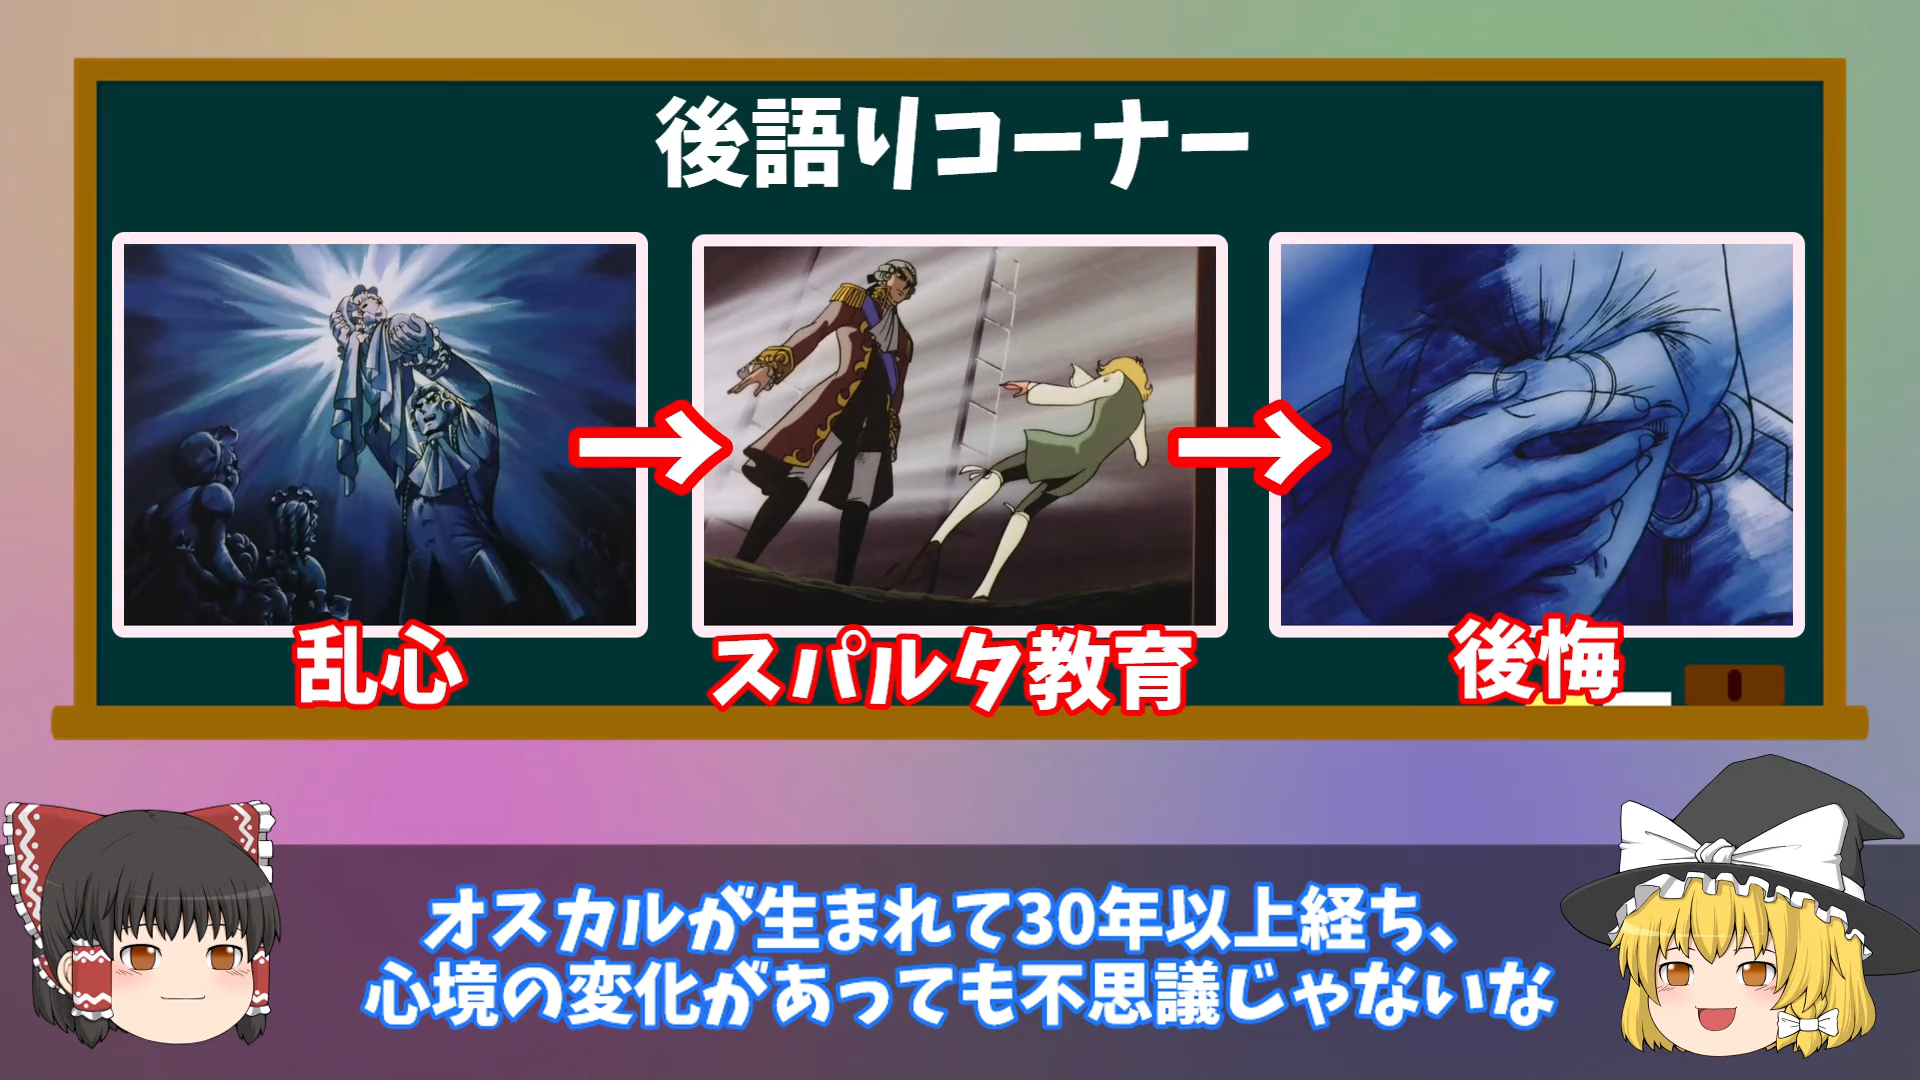 後語りコーナー
乱心
スパルタ教育
後悔
オスカルが生まれて30年以上経ち、
心境の変化があっても不思議じゃないな